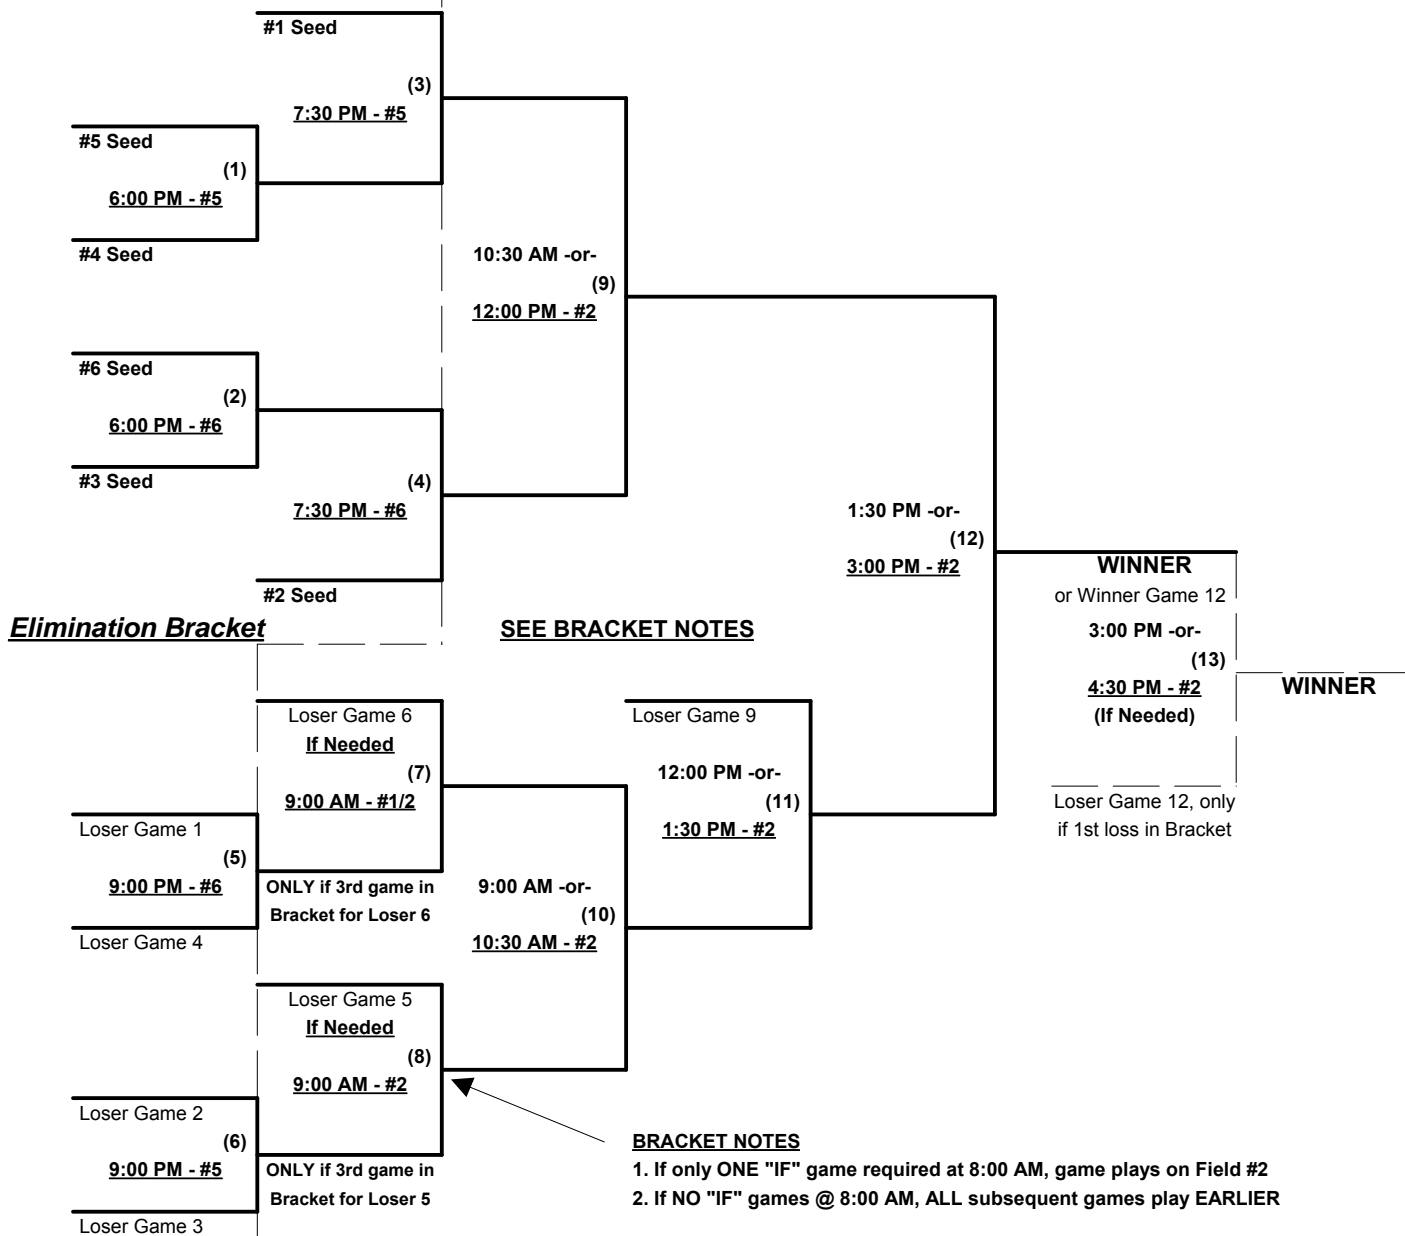 #1 Seed
(3)
7:30 PM - #5
#5 Seed
(1)
6:00 PM - #5
#4 Seed
10:30 AM -or-
(9)
12:00 PM - #2
#6 Seed
(2)
6:00 PM - #6
#3 Seed
(4)
7:30 PM - #6
#2 Seed
1:30 PM -or-
(12)
3:00 PM - #2
WINNER
or Winner Game 12
3:00 PM -or-
(13)
4:30 PM - #2
(If Needed)
WINNER
Loser Game 12, only
if 1st loss in Bracket
Elimination Bracket
SEE BRACKET NOTES
Loser Game 6
If Needed
(7)
9:00 AM - #1/2
Loser Game 1
(5)
9:00 PM - #6
Loser Game 4
ONLY if 3rd game in
Bracket for Loser 6
Loser Game 9
12:00 PM -or-
(11)
1:30 PM - #2
9:00 AM -or-
(10)
10:30 AM - #2
Loser Game 5
If Needed
(8)
9:00 AM - #2
Loser Game 2
(6)
9:00 PM - #5
Loser Game 3
ONLY if 3rd game in
Bracket for Loser 5
BRACKET NOTES
1. If only ONE "IF" game required at 8:00 AM, game plays on Field #2
2. If NO "IF" games @ 8:00 AM, ALL subsequent games play EARLIER